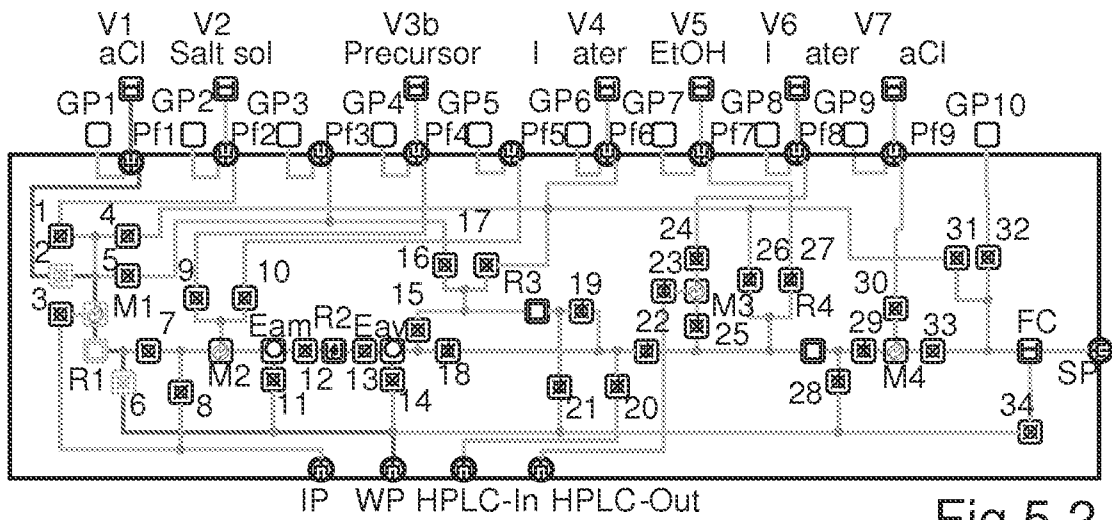 V1 V2 V3b V4 V5 V6 V7
aCl Salt sol Precursor I ater EtOH I ater aCl
GP1 GP2 GP3 GP4 GP5 GP6 GP7 GP8 GP9 GP10
Pf1 Pf2 Pf3 Pf4 Pf5 Pf6 Pf7 Pf8 Pf9
1 4 17 24 31 32
2 5 9 10 16 R3 19 23 26 27
3 M1 15 M3 R4 30
7 Eam R2 Eav 22 25 29 33 FC
R1 M2 12 13 18 M4 SP
6 8 11 14 21 20 28 34
IP WP HPLC-In HPLC-Out
Fig 5.2